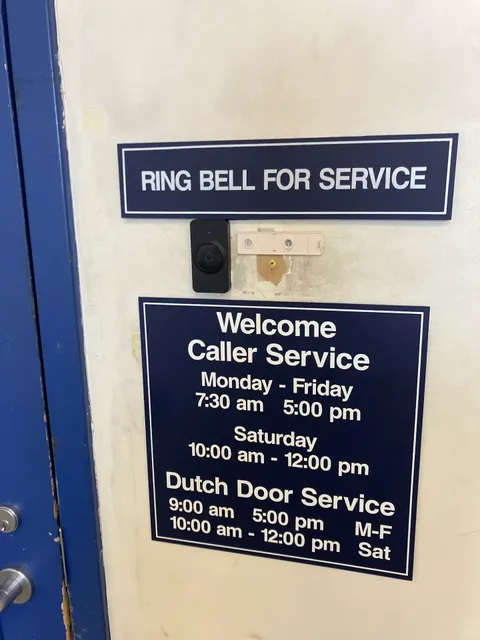 RING BELL FOR SERVICE
Welcome
Caller Service
Monday - Friday
7:30 am 5:00 pm
Saturday
10:00 am - 12:00 pm
Dutch Door Service
9:00 am 5:00 pm M-F
10:00 am - 12:00 pm Sat